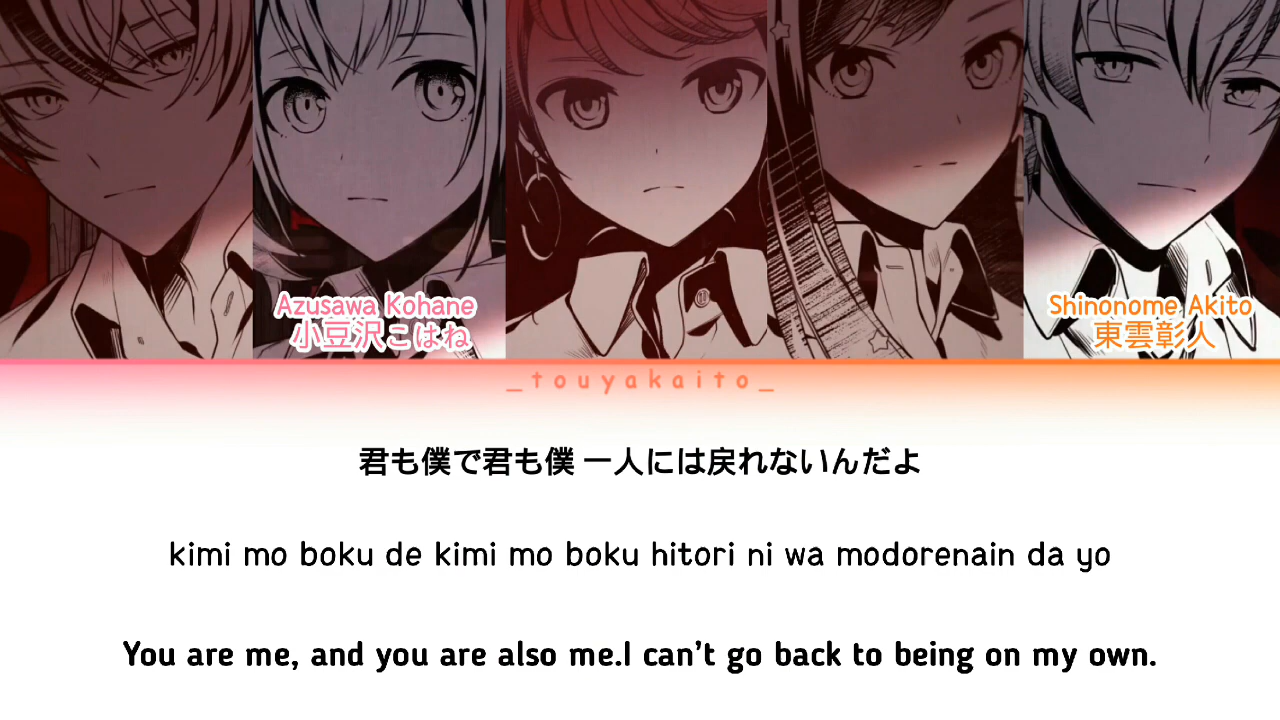 Azusawa Kohane
小豆沢こはね
Shinonome Akito
東雲彰人
_touyakaito_
君も僕で君も僕 一人には戻れないんだよ
kimi mo boku de kimi mo boku hitori ni wa modorenain da yo
You are me, and you are also me.I can't go back to being on my own.